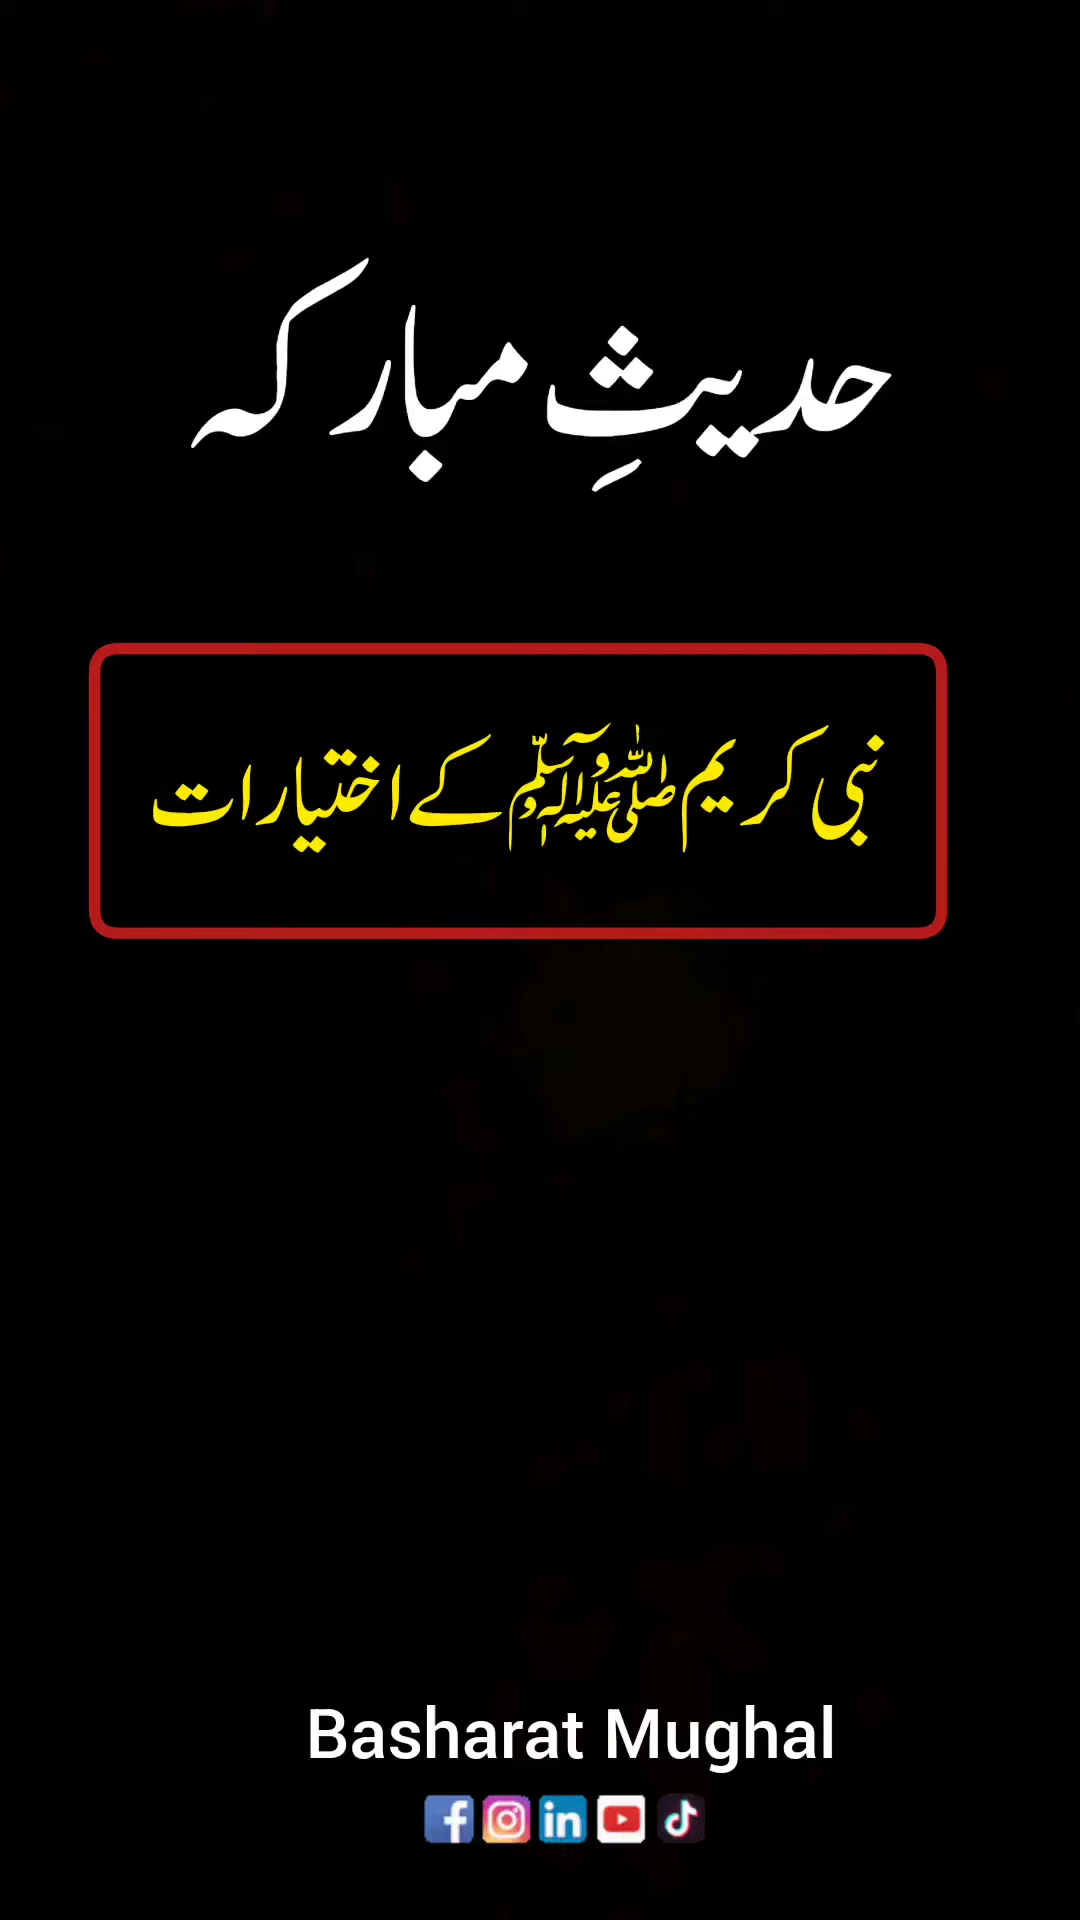 حدیثِ مبارکہ
نبی کریم صلی اللہ علیہ وآلہ وسلم کے اختیارات
Basharat Mughal